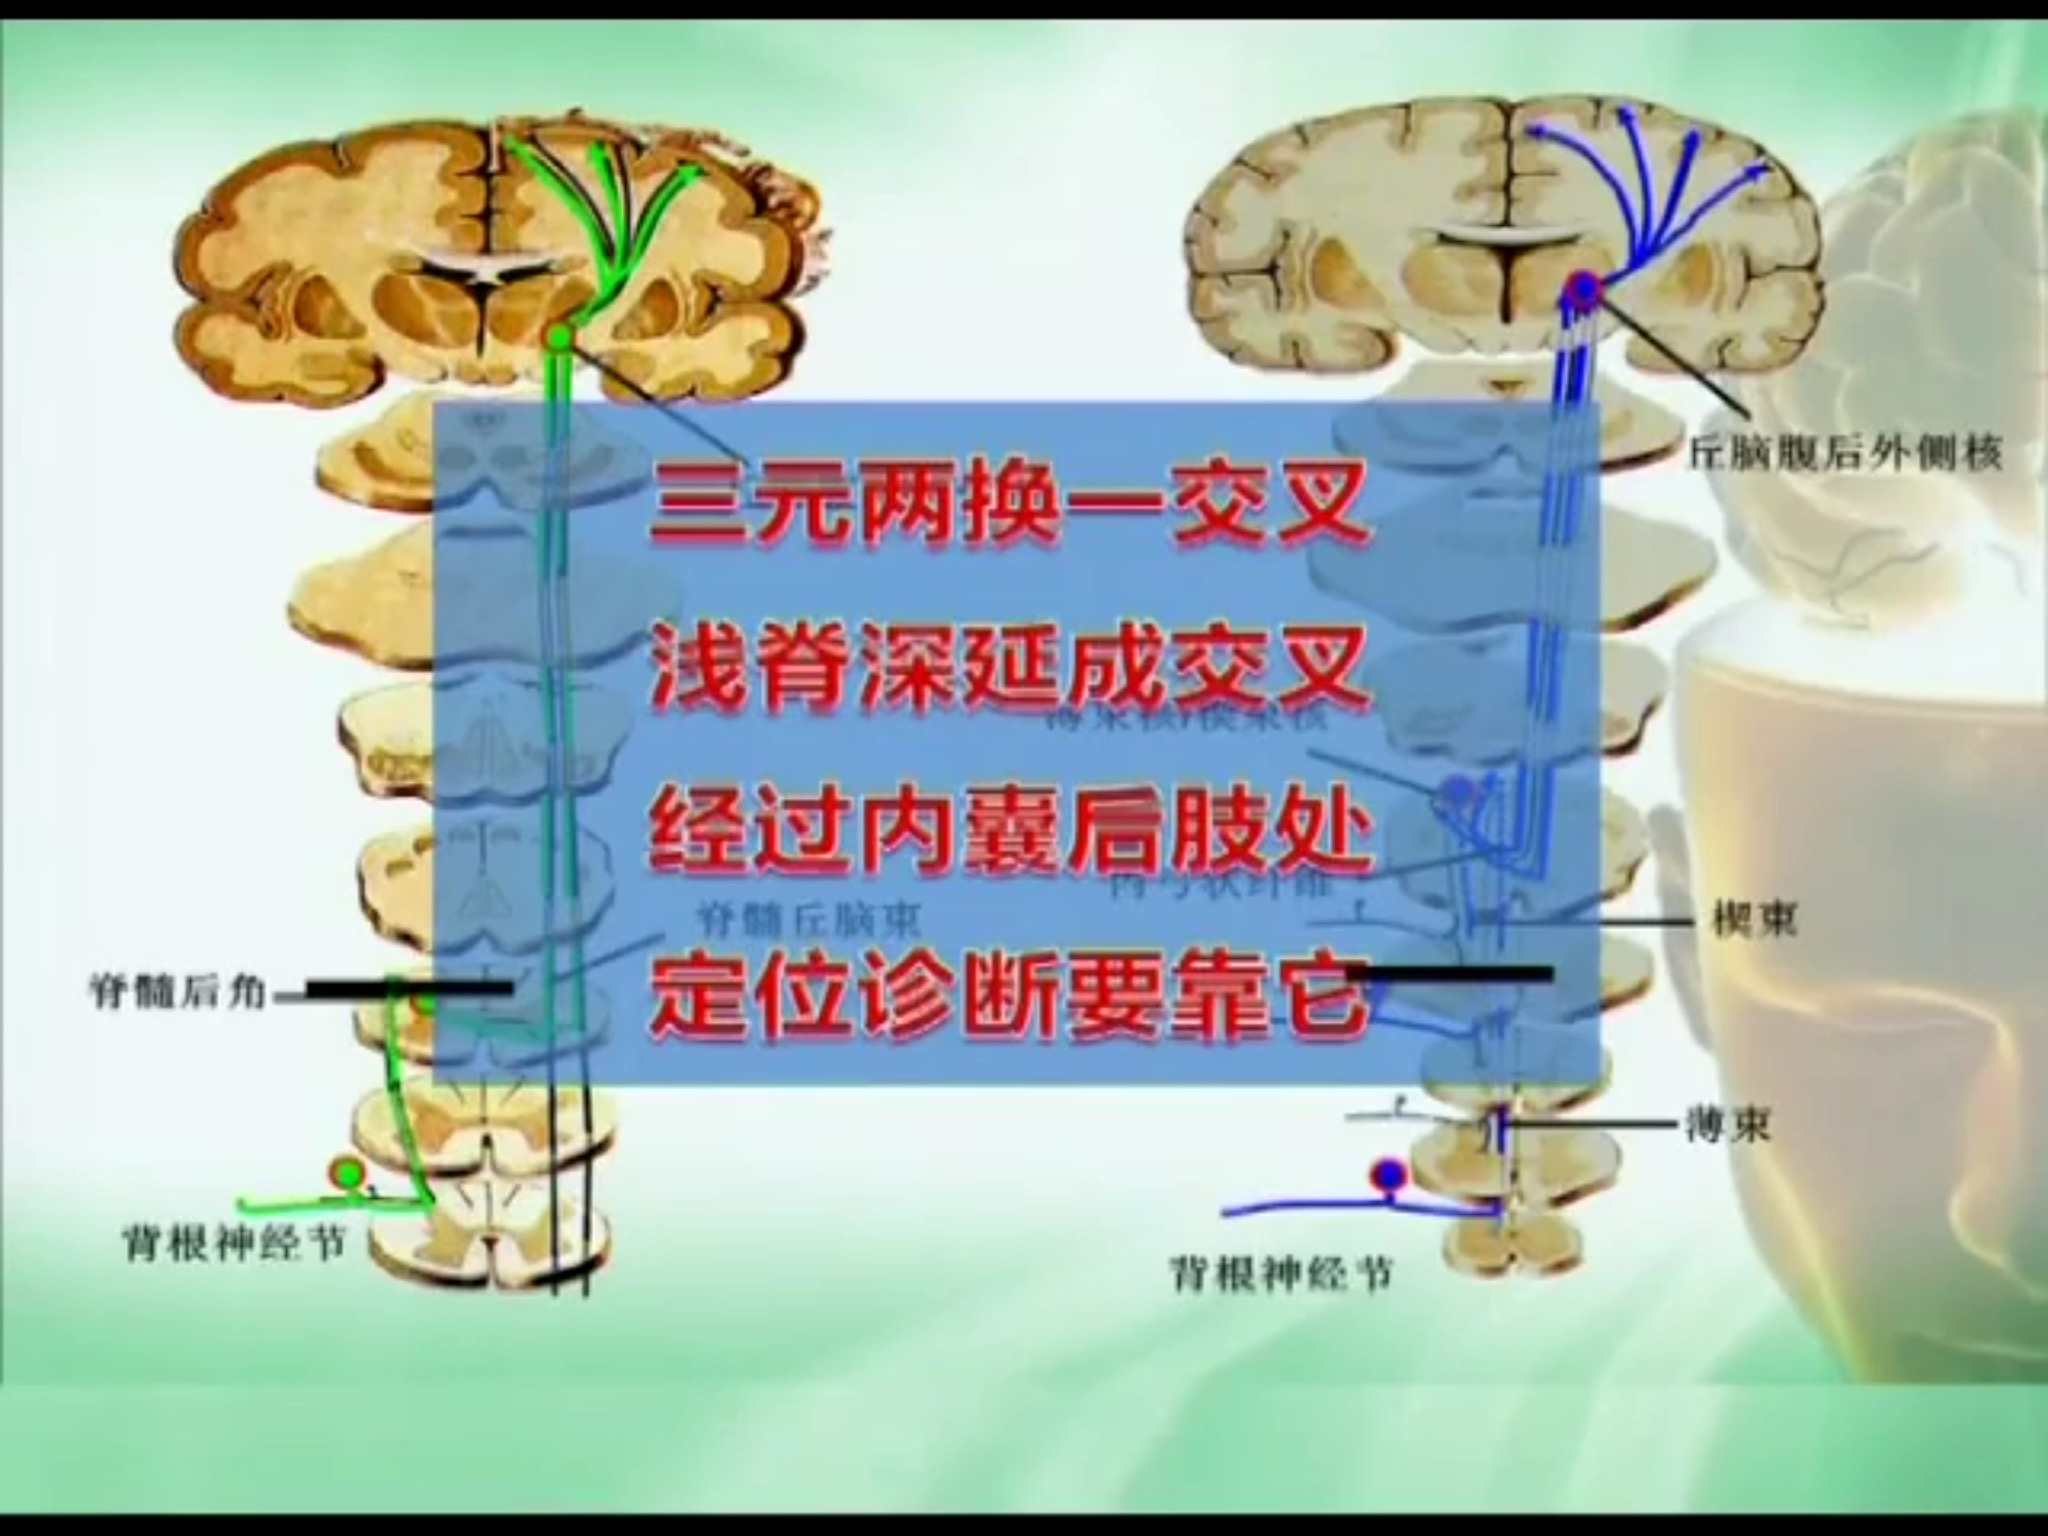 丘脑腹后外侧核
三元两换一交叉
浅脊深延成交叉
薄束核/楔束核
经过内囊后肢处
内弓状纤维
脊髓丘脑束
楔束
脊髓后角
定位诊断要靠它
薄束
背根神经节
背根神经节